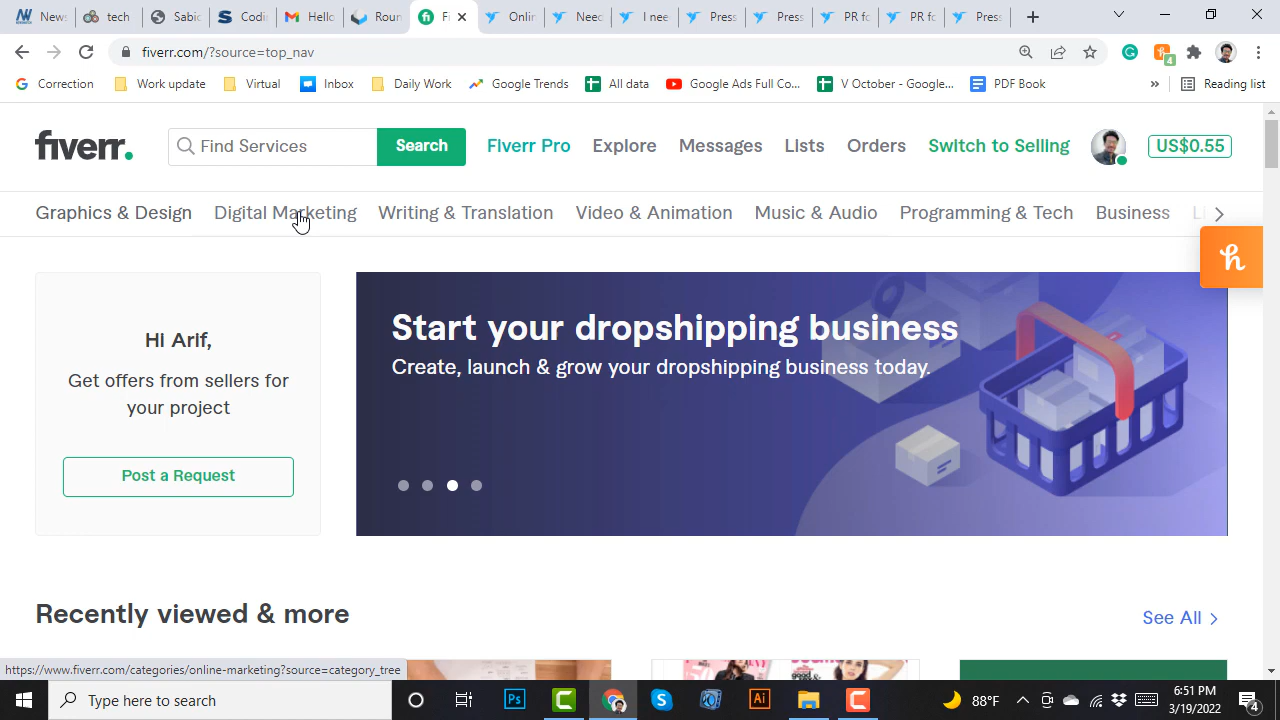 News
tech
Sabic
Codi
Hello
Roun
Fi
Onlin
Need
I nee
Press
Press
PR fo
PR fo
Press
fiverr.com/?source=top_nav
4
Correction
Work update
Virtual
Inbox
Daily Work
Google Trends
All data
Google Ads Full Co...
V October - Google...
PDF Book
»
Reading list
fiverr.
Find Services
Search
Fiverr Pro
Explore
Messages
Lists
Orders
Switch to Selling
US$0.55
Graphics & Design
Digital Marketing
Writing & Translation
Video & Animation
Music & Audio
Programming & Tech
Business
Hi Arif,
Get offers from sellers for
your project
Post a Request
Start your dropshipping business
Create, launch & grow your dropshipping business today.
Recently viewed & more
See All
https://www.fiverr.com/categories/online-marketing?source=category_tree
Type here to search
Ps
Ai
88°F
6:51 PM
3/19/2022
4